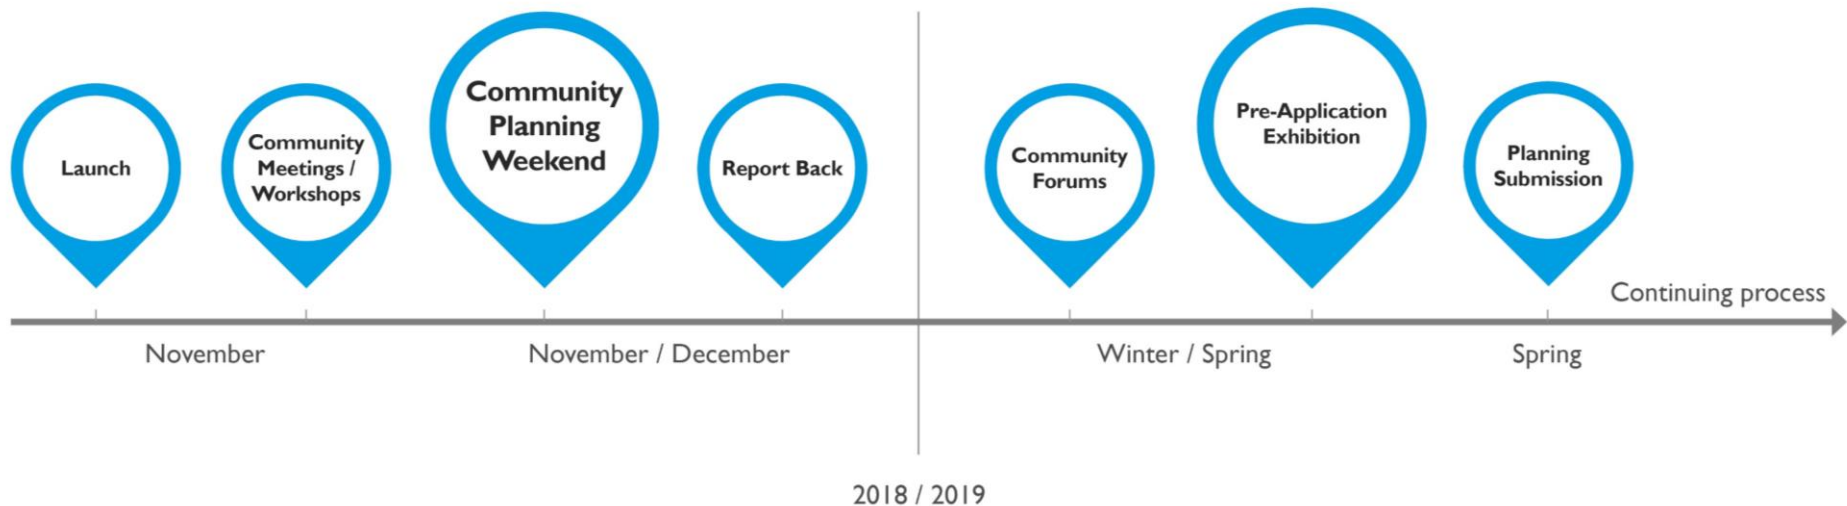 Launch
Community
Meetings /
Workshops
Community
Planning
Weekend
Report Back
Community
Forums
Pre-Application
Exhibition
Planning
Submission
Continuing process
November
November / December
Winter / Spring
Spring
2018 / 2019